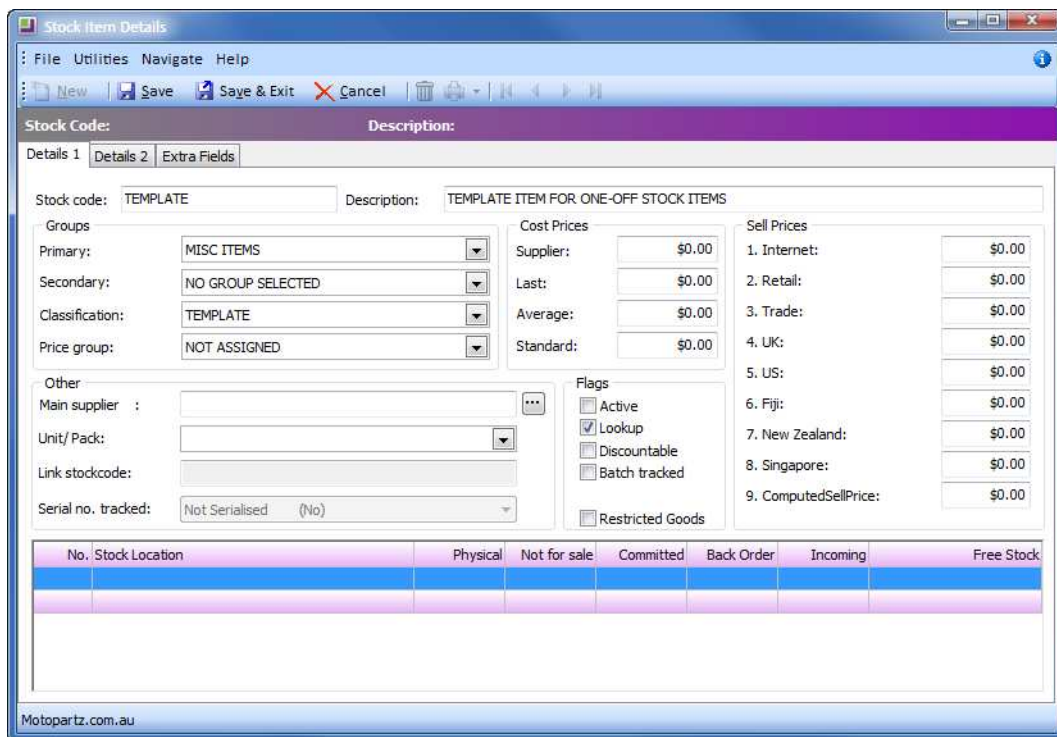 Stock Item Details
File Utilities Navigate Help
New Save Save & Exit Cancel
Stock Code: Description:
Details 1 Details 2 Extra Fields
Stock code: TEMPLATE Description: TEMPLATE ITEM FOR ONE-OFF STOCK ITEMS
Groups Cost Prices Sell Prices
Primary: MISC ITEMS Supplier: $0.00 1. Internet: $0.00
Secondary: NO GROUP SELECTED Last: $0.00 2. Retail: $0.00
Classification: TEMPLATE Average: $0.00 3. Trade: $0.00
Price group: NOT ASSIGNED Standard: $0.00 4. UK: $0.00
5. US: $0.00
Other Flags
Main supplier : ... Active 6. Fiji: $0.00
Unit/Pack: Lookup 7. New Zealand: $0.00
Discountable
Link stockcode: Batch tracked 8. Singapore: $0.00
Serial no. tracked: Not Serialised (No) Restricted Goods 9. ComputedSellPrice: $0.00
No. Stock Location Physical Not for sale Committed Back Order Incoming Free Stock
Motopartz.com.au